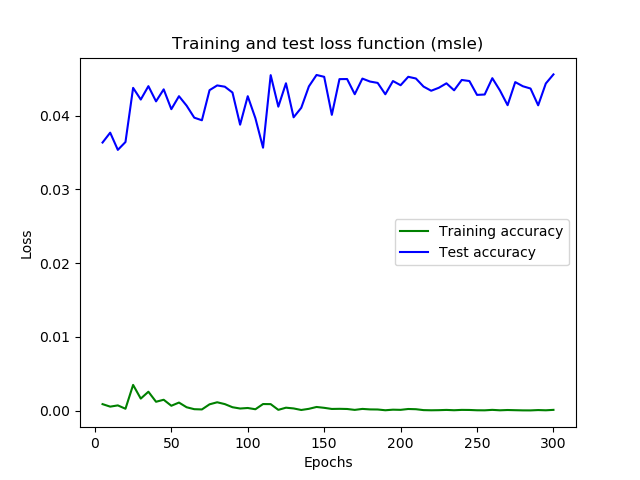 Training and test loss function (msle)
0.04
0.03
0.02
0.01
0.00
Loss
Training accuracy
Test accuracy
0 50 100 150 200 250 300
Epochs